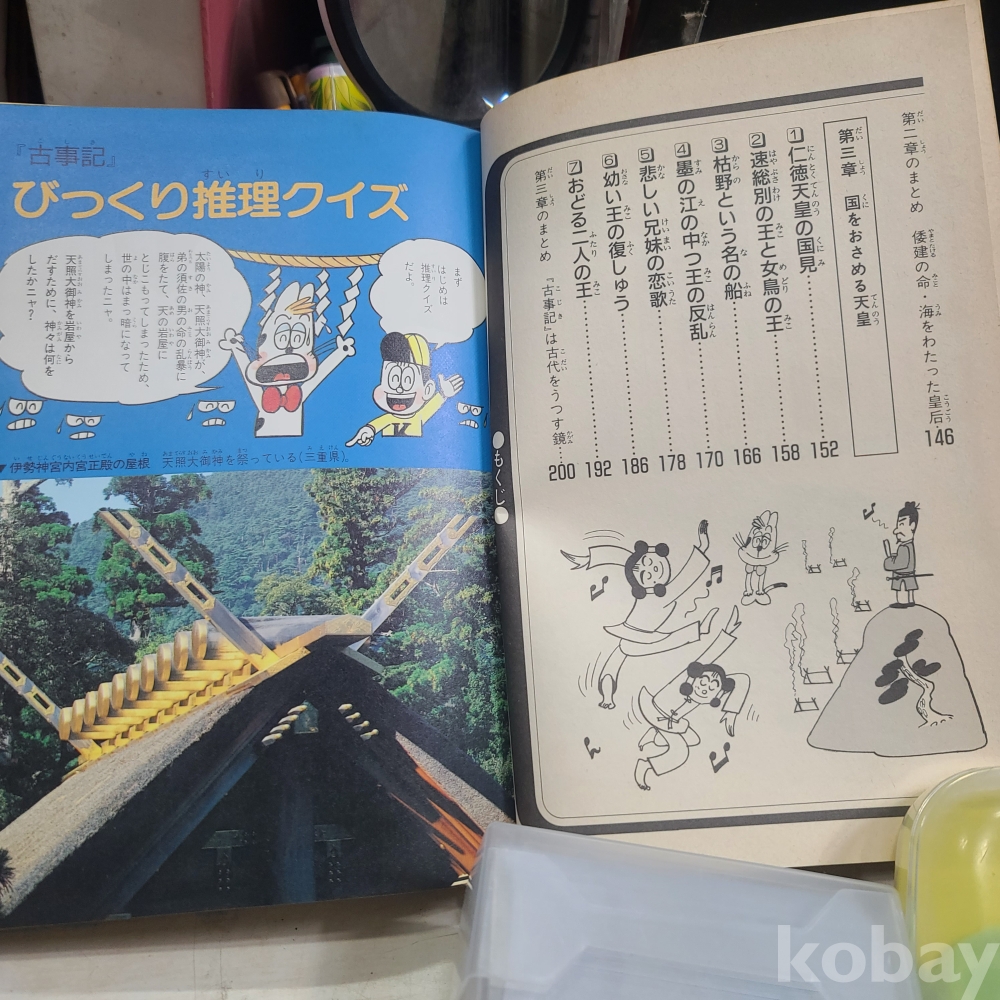 第二章のまとめ 倭建の命・海をわたった皇后 146
第三章 国をおさめる天皇
1 仁徳天皇の国見 152
2 速総別の王と女鳥の王 158
3 枯野という名の船 166
4 墨の江の中つ王の反乱 170
5 悲しい兄妹の恋歌 178
6 幼い王の復しゅう 186
7 おどる二人の王 192
第三章のまとめ 『古事記』は古代をうつす鏡 200
●もくじ●
『古事記』
びっくり推理クイズ
まず
はじめは
推理クイズ
だよ。
太陽の神、天照大御神が、
弟の須佐の男の命の乱暴に
腹をたて、天の岩屋に
とじこもってしまったため、
世の中はまっ暗になって
しまったニャ。
天照大御神を岩屋から
だすために、神々は何を
したかニャ?
K
▼伊勢神宮内宮正殿の屋根 天照大御神を祭っている(三重県)。
kobay